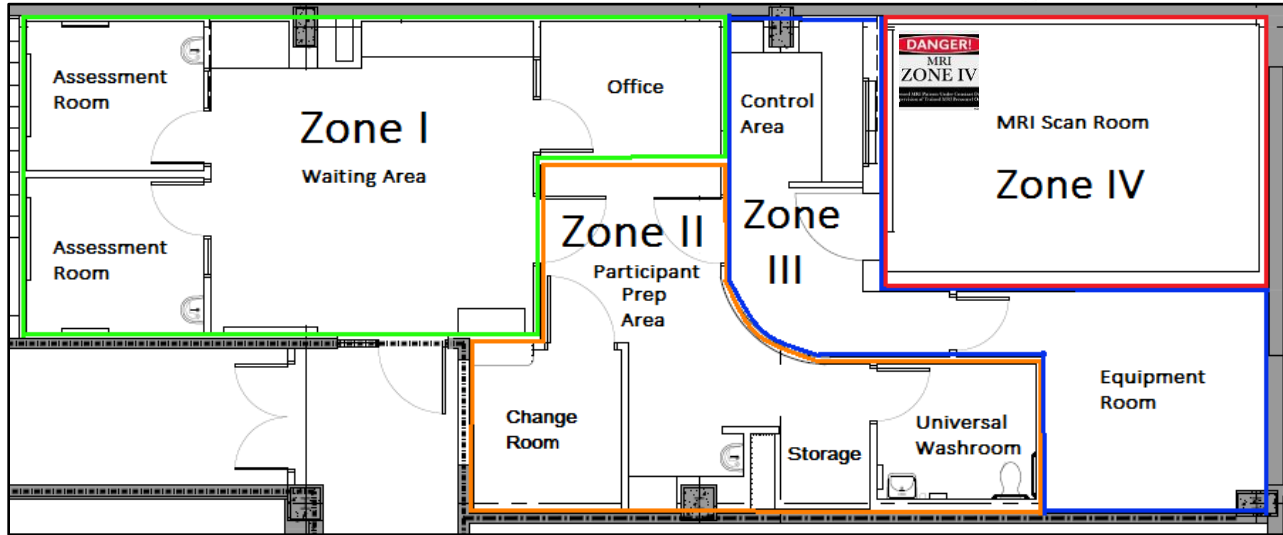 Assessment
Room
Zone I
Waiting Area
Office
Assessment
Room
Zone II
Participant
Prep
Area
Change
Room
Storage
Universal
Washroom
Control
Area
Zone
III
Equipment
Room
DANGER!
MRI
ZONE IV
MRI Scan Room
Zone IV